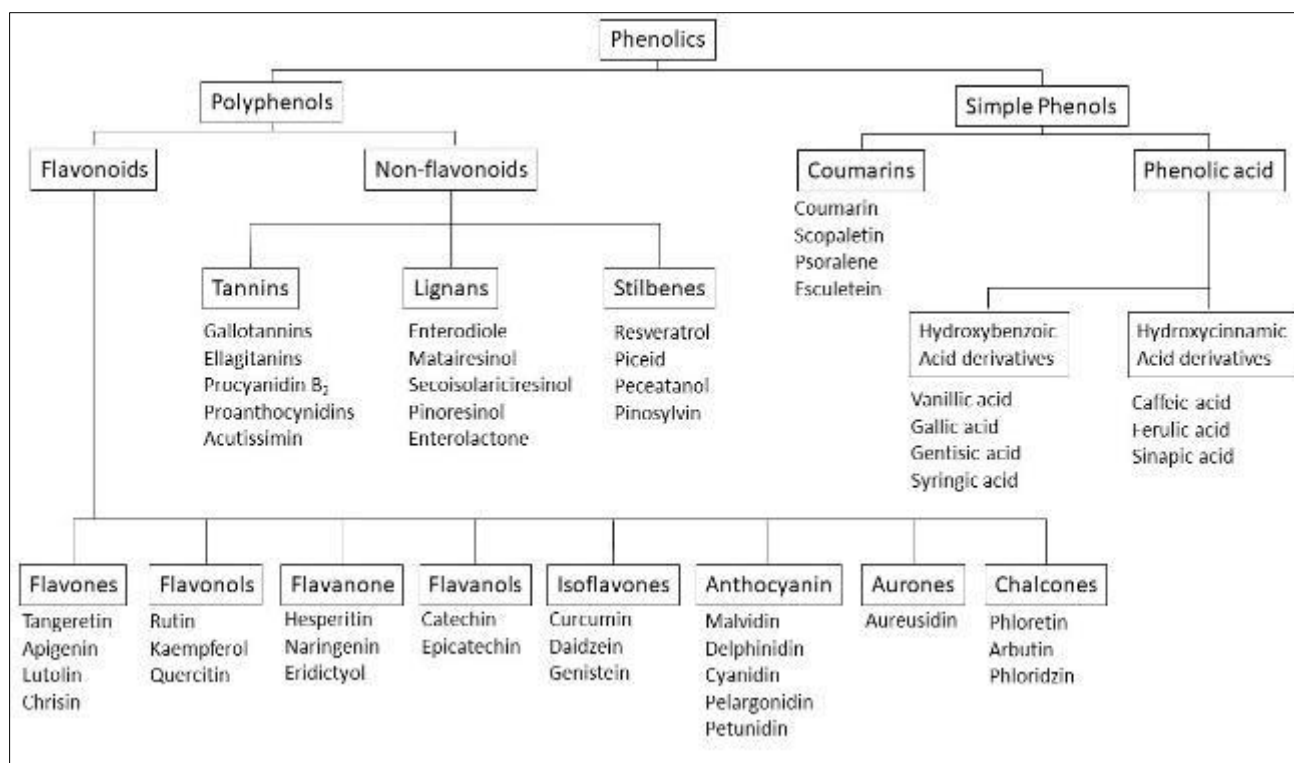 Phenolics
Polyphenols
Simple Phenols
Flavonoids
Non-flavonoids
Coumarins
Coumarin
Scopaletin
Psoralene
Esculetein
Phenolic acid
Tannins
Gallotannins
Ellagitanins
Procyanidin B₂
Proanthocynidins
Acutissimin
Lignans
Enterodiole
Matairesinol
Secoisolariciresinol
Pinoresinol
Enterolactone
Stilbenes
Resveratrol
Piceid
Peceatanol
Pinosylvin
Hydroxybenzoic
Acid derivatives
Vanillic acid
Gallic acid
Gentisic acid
Syringic acid
Hydroxycinnamic
Acid derivatives
Caffeic acid
Ferulic acid
Sinapic acid
Flavones
Tangeretin
Apigenin
Lutolin
Chrisin
Flavonols
Rutin
Kaempferol
Quercitin
Flavanone
Hesperitin
Naringenin
Eridictyol
Flavanols
Catechin
Epicatechin
Isoflavones
Curcumin
Daidzein
Genistein
Anthocyanin
Malvidin
Delphinidin
Cyanidin
Pelargonidin
Petunidin
Aurones
Aureusidin
Chalcones
Phloretin
Arbutin
Phloridzin